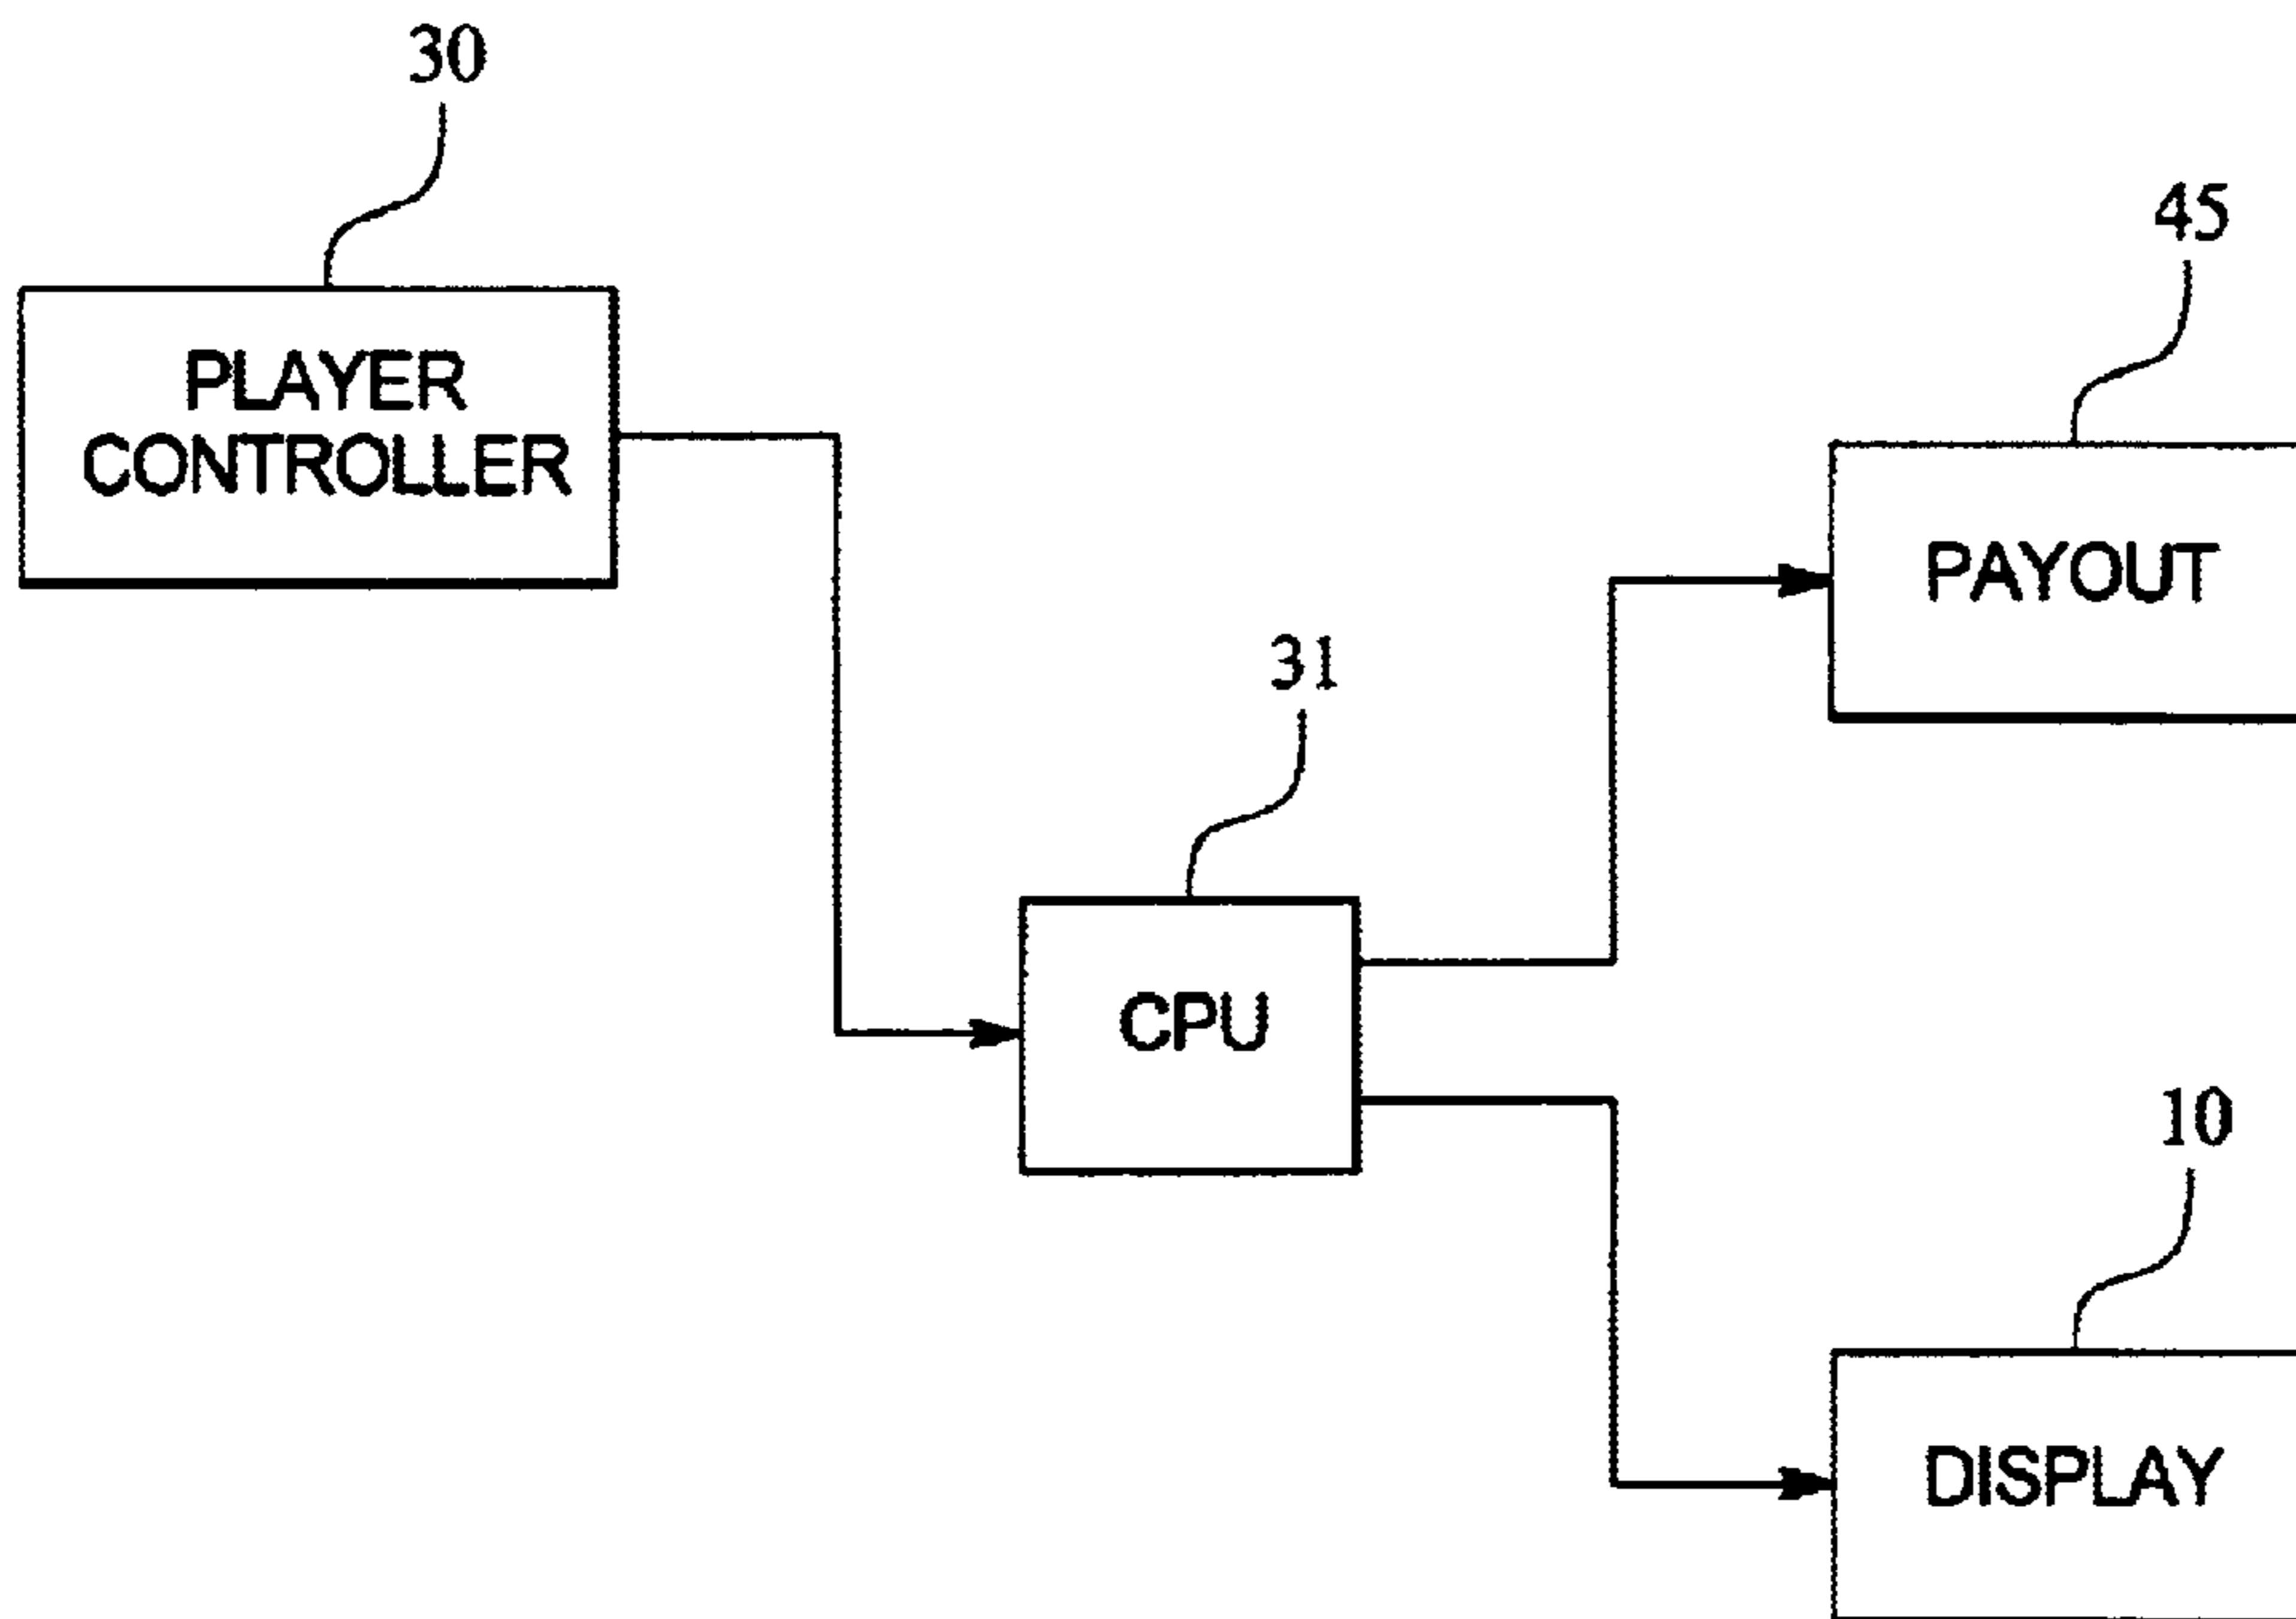 30
PLAYER
CONTROLLER
45
PAYOUT
31
CPU
10
DISPLAY